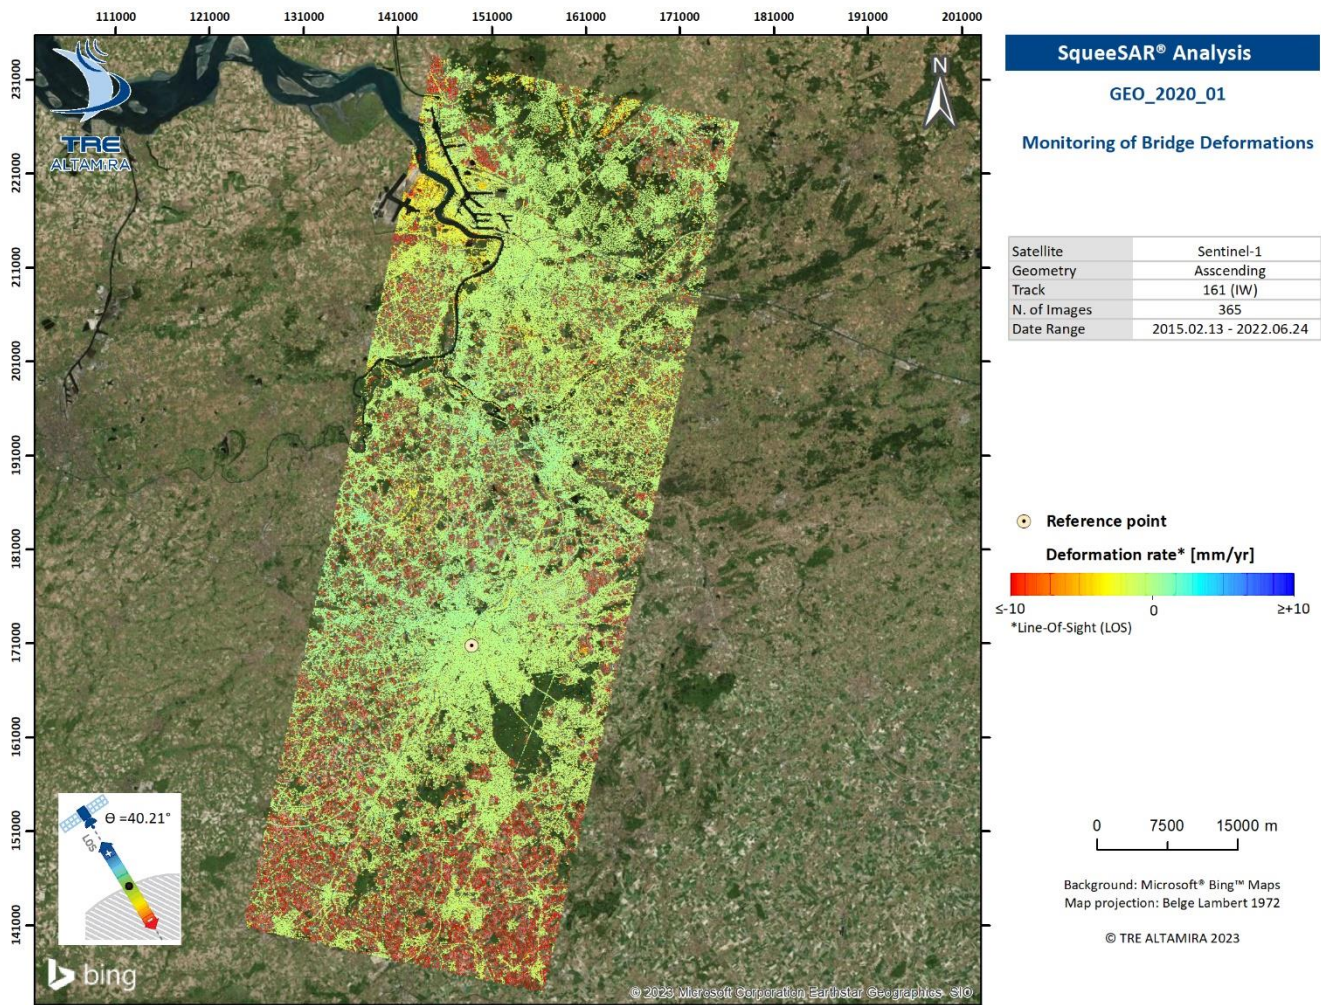 111000 121000 131000 141000 151000 161000 171000 181000 191000 201000
231000
221000
211000
201000
191000
181000
171000
161000
151000
141000
TRE
ALTAMIRA
N
LOS
Θ =40.21°
+
-
bing
© 2023 Microsoft Corporation Earthstar Geographics SIO
SqueeSAR® Analysis
GEO_2020_01
Monitoring of Bridge Deformations
Satellite Sentinel-1
Geometry Asscending
Track 161 (IW)
N. of Images 365
Date Range 2015.02.13 - 2022.06.24
Reference point
Deformation rate* [mm/yr]
≤-10 0 ≥+10
*Line-Of-Sight (LOS)
0 7500 15000 m
Background: Microsoft® Bing™ Maps
Map projection: Belge Lambert 1972
© TRE ALTAMIRA 2023